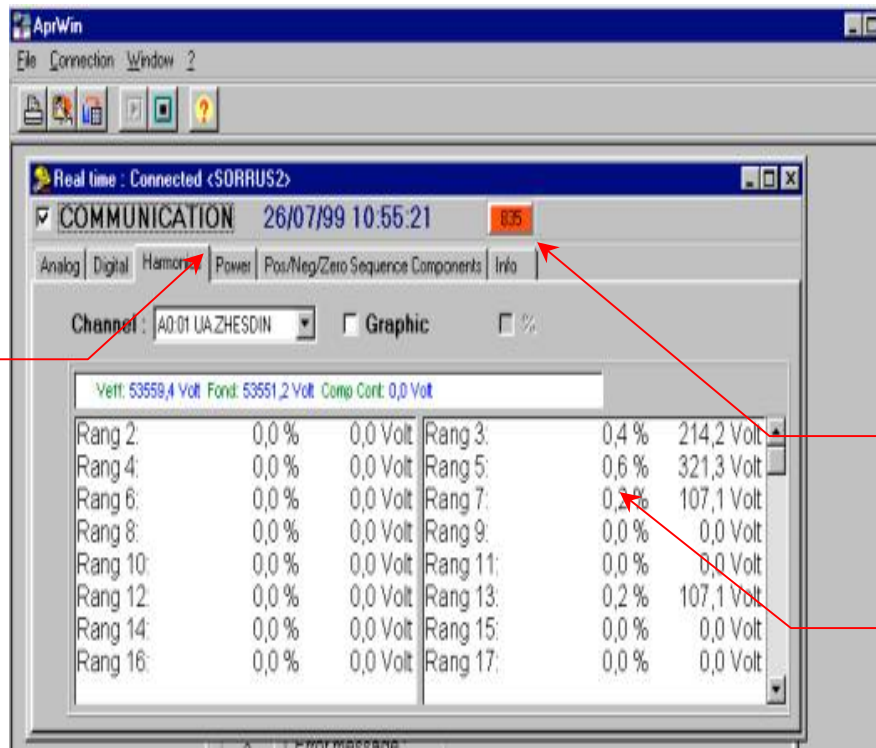 AprWin
File Connection Window ?
Real time : Connected <SORRUS2>
COMMUNICATION 26/07/99 10:55:21 835
Analog Digital Harmonics Power Pos/Neg/Zero Sequence Components Info
Channel : A0:01 UA.ZHESDIN Graphic %
Veff: 53559,4 Volt Fond: 53551,2 Volt Comp Cont: 0,0 Volt
Rang 2: 0,0 % 0,0 Volt Rang 3: 0,4 % 214,2 Volt
Rang 4: 0,0 % 0,0 Volt Rang 5: 0,6 % 321,3 Volt
Rang 6: 0,0 % 0,0 Volt Rang 7: 0,2 % 107,1 Volt
Rang 8: 0,0 % 0,0 Volt Rang 9: 0,0 % 0,0 Volt
Rang 10: 0,0 % 0,0 Volt Rang 11: 0,0 % 0,0 Volt
Rang 12: 0,0 % 0,0 Volt Rang 13: 0,2 % 107,1 Volt
Rang 14: 0,0 % 0,0 Volt Rang 15: 0,0 % 0,0 Volt
Rang 16: 0,0 % 0,0 Volt Rang 17: 0,0 % 0,0 Volt
Error message :